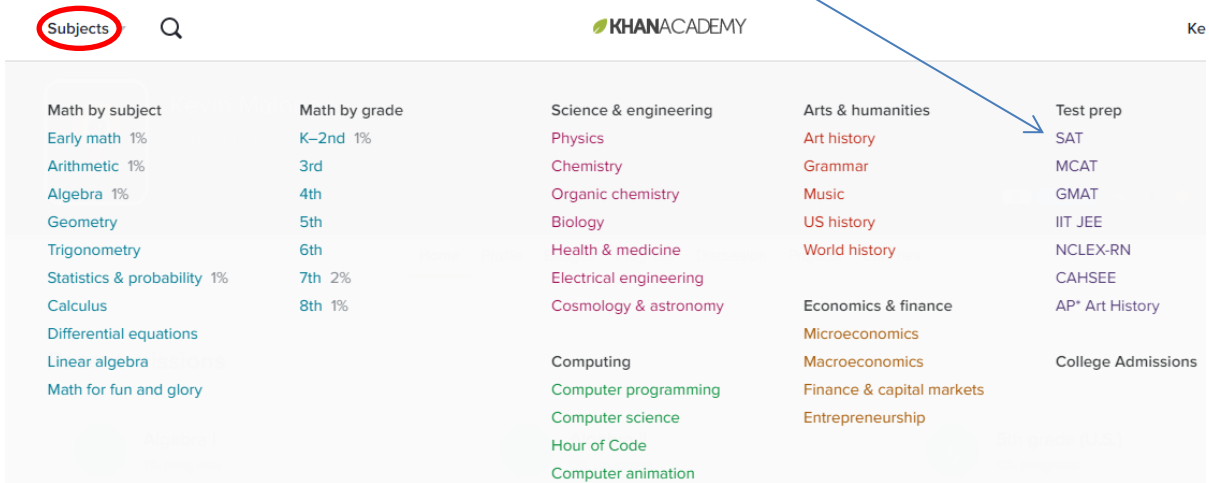 Subjects
KHANACADEMY
Ke
Math by subject
Early math 1%
Arithmetic 1%
Algebra 1%
Geometry
Trigonometry
Statistics & probability 1%
Calculus
Differential equations
Linear algebra
Math for fun and glory
Math by grade
K–2nd 1%
3rd
4th
5th
6th
7th 2%
8th 1%
Science & engineering
Physics
Chemistry
Organic chemistry
Biology
Health & medicine
Electrical engineering
Cosmology & astronomy
Computing
Computer programming
Computer science
Hour of Code
Computer animation
Arts & humanities
Art history
Grammar
Music
US history
World history
Economics & finance
Microeconomics
Macroeconomics
Finance & capital markets
Entrepreneurship
Test prep
SAT
MCAT
GMAT
IIT JEE
NCLEX-RN
CAHSEE
AP* Art History
College Admissions